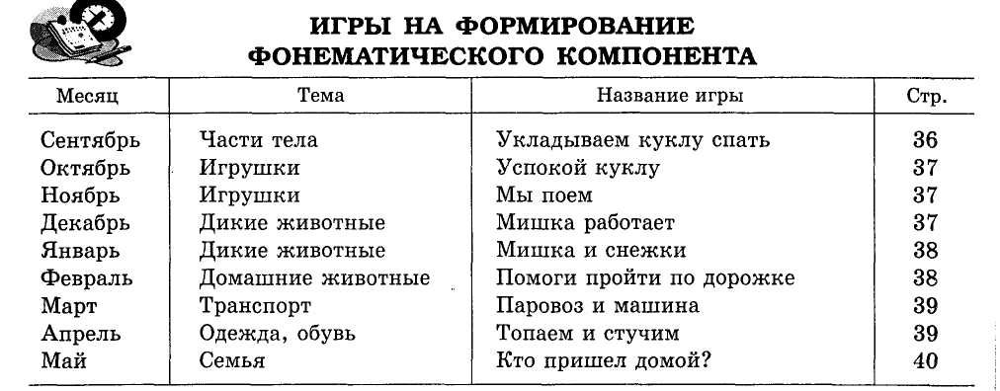 ИГРЫ НА ФОРМИРОВАНИЕ
ФОНЕМАТИЧЕСКОГО КОМПОНЕНТА
Месяц Тема Название игры Стр.
Сентябрь Части тела Укладываем куклу спать 36
Октябрь Игрушки Успокой куклу 37
Ноябрь Игрушки Мы поем 37
Декабрь Дикие животные Мишка работает 37
Январь Дикие животные Мишка и снежки 38
Февраль Домашние животные Помоги пройти по дорожке 38
Март Транспорт Паровоз и машина 39
Апрель Одежда, обувь Топаем и стучим 39
Май Семья Кто пришел домой? 40